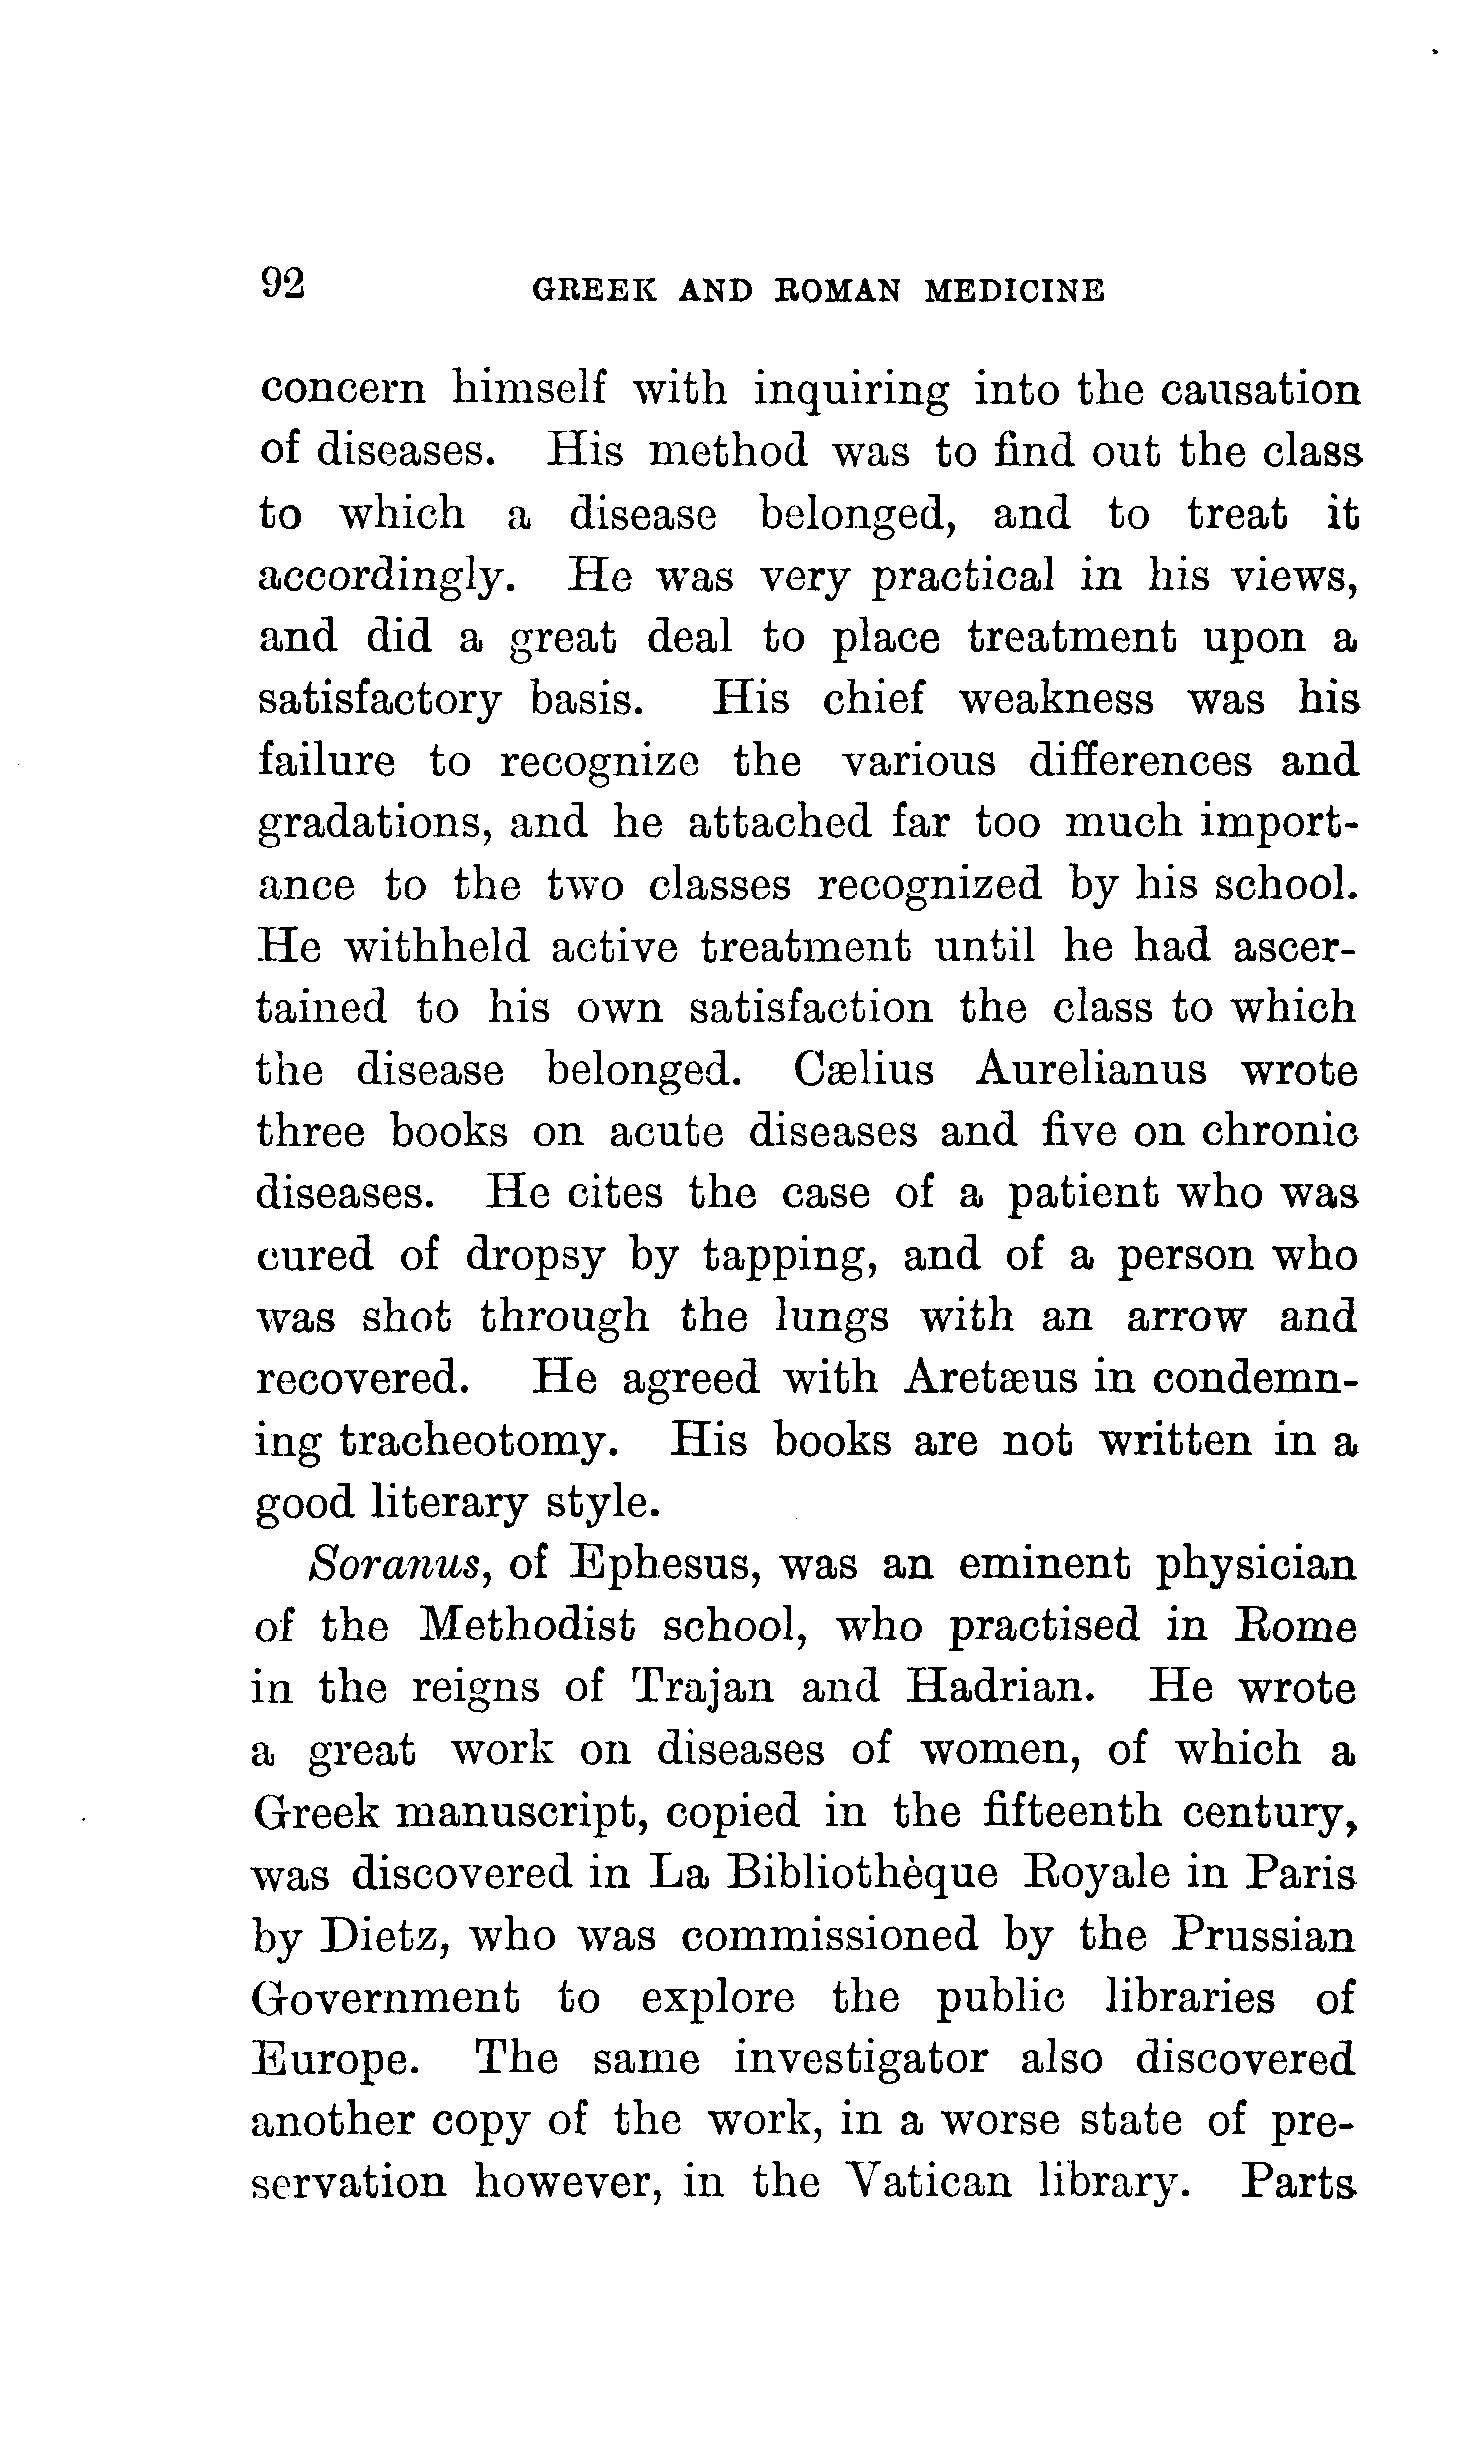 92 GREEK AND ROMAN MEDICINE
concern himself with inquiring into the causation
of diseases. His method was to find out the class
to which a disease belonged, and to treat it
accordingly. He was very practical in his views,
and did a great deal to place treatment upon a
satisfactory basis. His chief weakness was his
failure to recognize the various differences and
gradations, and he attached far too much import-
ance to the two classes recognized by his school.
He withheld active treatment until he had ascer-
tained to his own satisfaction the class to which
the disease belonged. Cælius Aurelianus wrote
three books on acute diseases and five on chronic
diseases. He cites the case of a patient who was
cured of dropsy by tapping, and of a person who
was shot through the lungs with an arrow and
recovered. He agreed with Aretæus in condemn-
ing tracheotomy. His books are not written in a
good literary style.
Soranus, of Ephesus, was an eminent physician
of the Methodist school, who practised in Rome
in the reigns of Trajan and Hadrian. He wrote
a great work on diseases of women, of which a
Greek manuscript, copied in the fifteenth century,
was discovered in La Bibliothèque Royale in Paris
by Dietz, who was commissioned by the Prussian
Government to explore the public libraries of
Europe. The same investigator also discovered
another copy of the work, in a worse state of pre-
servation however, in the Vatican library. Parts